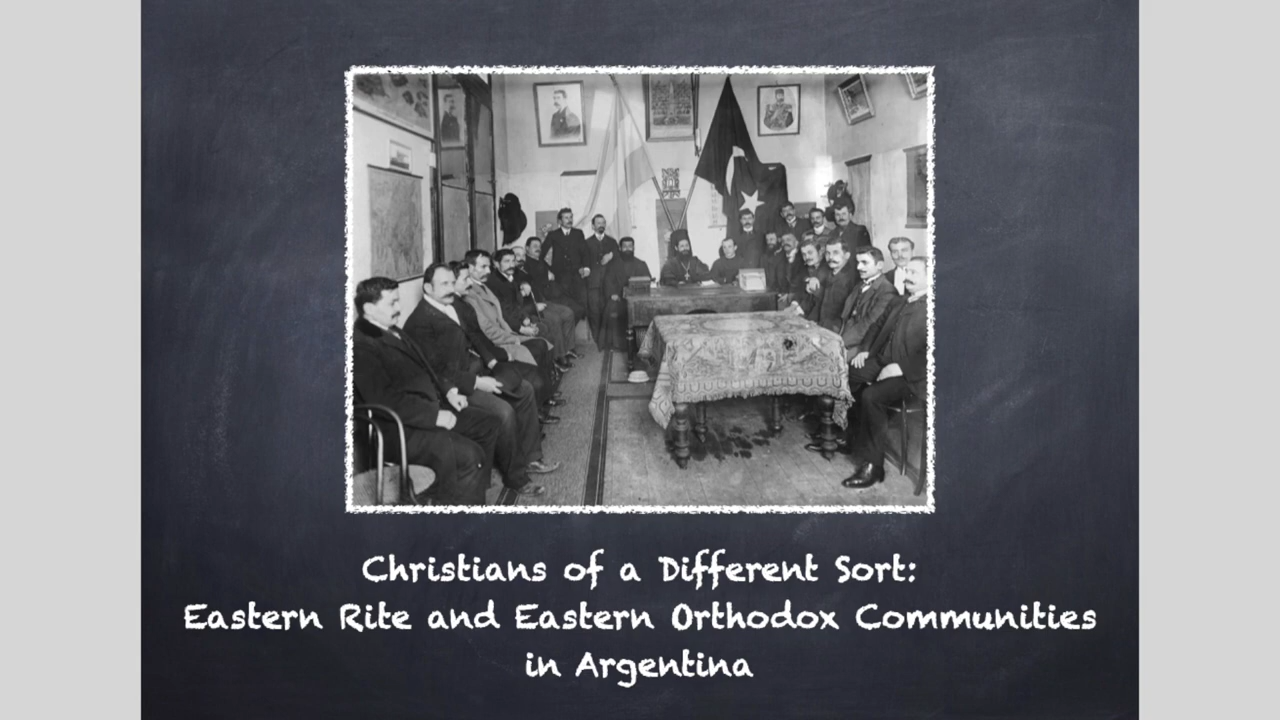 Christians of a Different Sort:
Eastern Rite and Eastern Orthodox Communities
in Argentina